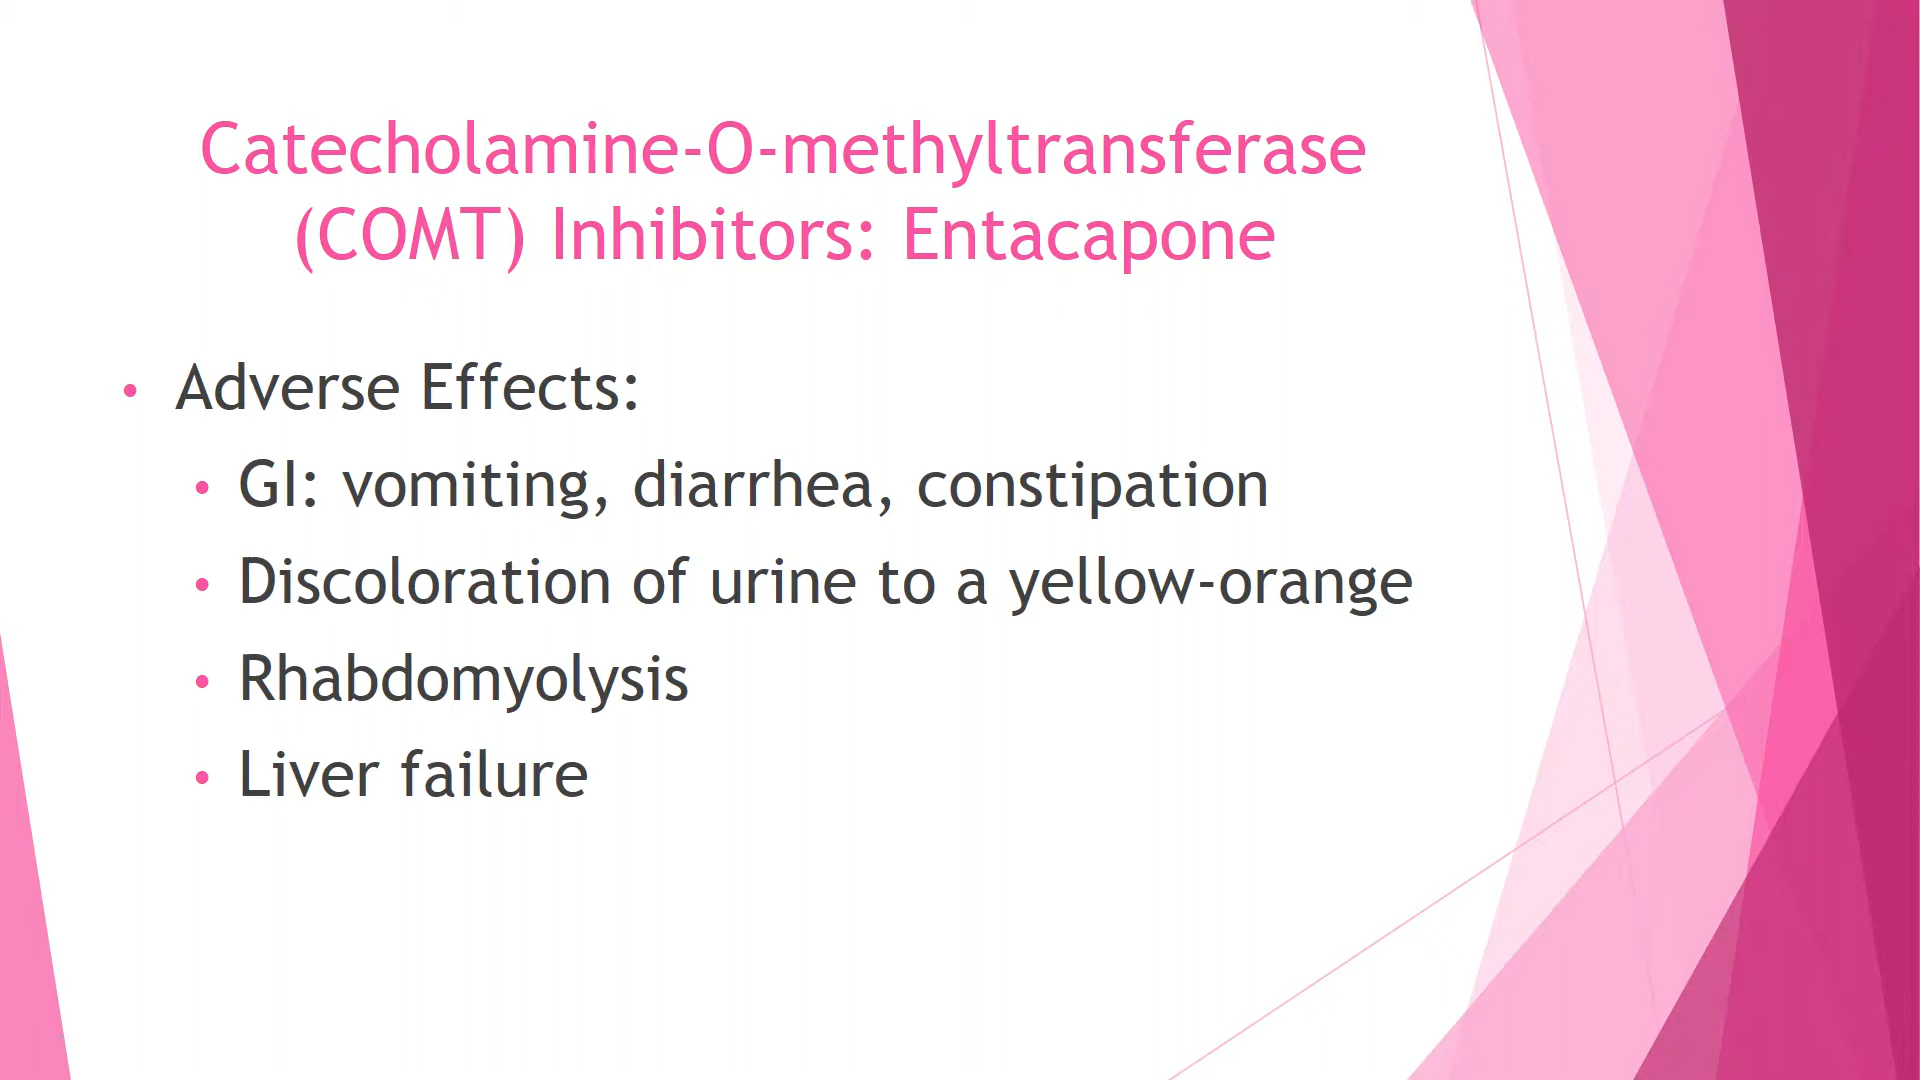 Catecholamine-O-methyltransferase
(COMT) Inhibitors: Entacapone
• Adverse Effects:
• GI: vomiting, diarrhea, constipation
• Discoloration of urine to a yellow-orange
• Rhabdomyolysis
• Liver failure